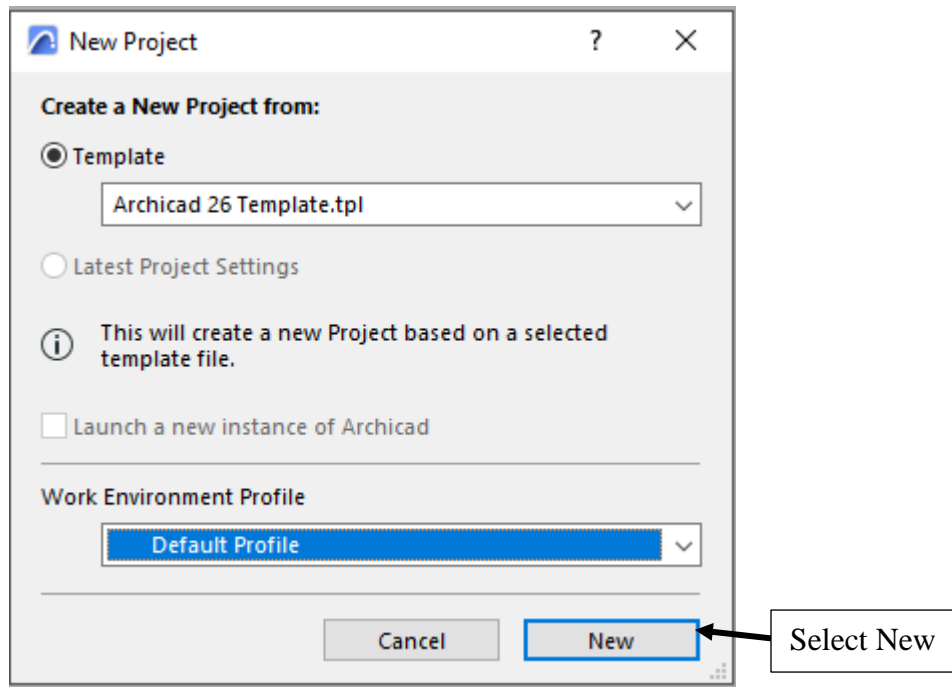 New Project
?
Create a New Project from:
Template
Archicad 26 Template.tpl
Latest Project Settings
This will create a new Project based on a selected
template file.
Launch a new instance of Archicad
Work Environment Profile
Default Profile
Cancel
New
Select New